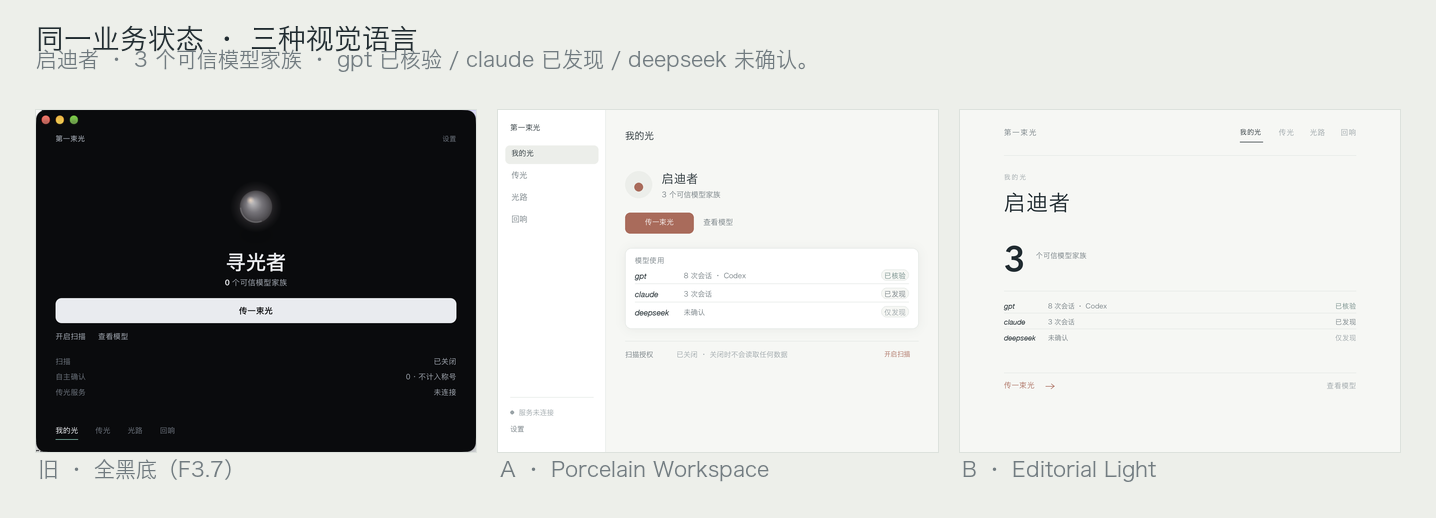 同一业务状态 · 三种视觉语言
启迪者 · 3 个可信模型家族 · gpt 已核验 / claude 已发现 / deepseek 未确认。
第一束光 设置
寻光者
0 个可信模型家族
传一束光
开启扫描 查看模型
扫描 已关闭
自主确认 0 · 不计入称号
传光服务 未连接
我的光 传光 光路 回响
旧 · 全黑底（F3.7）
第一束光
我的光
传光
光路
回响
服务未连接
设置
我的光
启迪者
3 个可信模型家族
传一束光 查看模型
模型使用
gpt 8 次会话 · Codex 已核验
claude 3 次会话 已发现
deepseek 未确认 仅发现
扫描授权 已关闭 · 关闭时不会读取任何数据 开启扫描
A · Porcelain Workspace
第一束光 我的光 传光 光路 回响
我的光
启迪者
3 个可信模型家族
gpt 8 次会话 · Codex 已核验
claude 3 次会话 已发现
deepseek 未确认 仅发现
传一束光 → 查看模型
B · Editorial Light